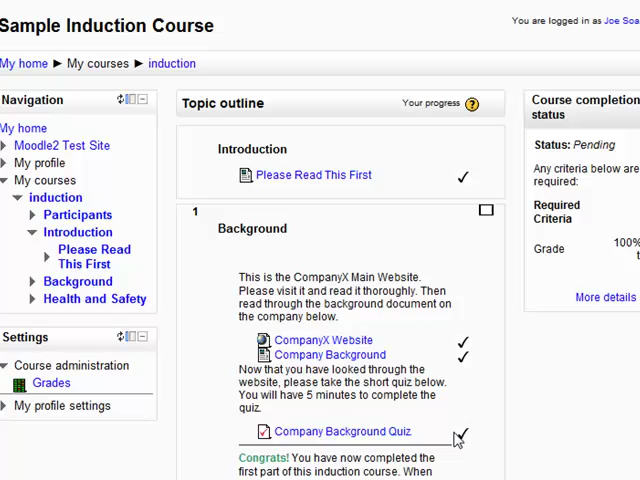 Sample Induction Course
You are logged in as Joe Soa
My home ► My courses ► induction
Navigation
My home
Moodle2 Test Site
My profile
My courses
induction
Participants
Introduction
Please Read
This First
Background
Health and Safety
Settings
Course administration
Grades
My profile settings
Topic outline
Your progress ?
Introduction
Please Read This First
1
Background
This is the CompanyX Main Website.
Please visit it and read it thoroughly. Then
read through the background document on
the company below.
CompanyX Website
Company Background
Now that you have looked through the
website, please take the short quiz below.
You will have 5 minutes to complete the
quiz.
Company Background Quiz
Congrats! You have now completed the
first part of this induction course. When
Course completion
status
Status: Pending
Any criteria below are
required:
Required
Criteria
Grade
100%
t
More details